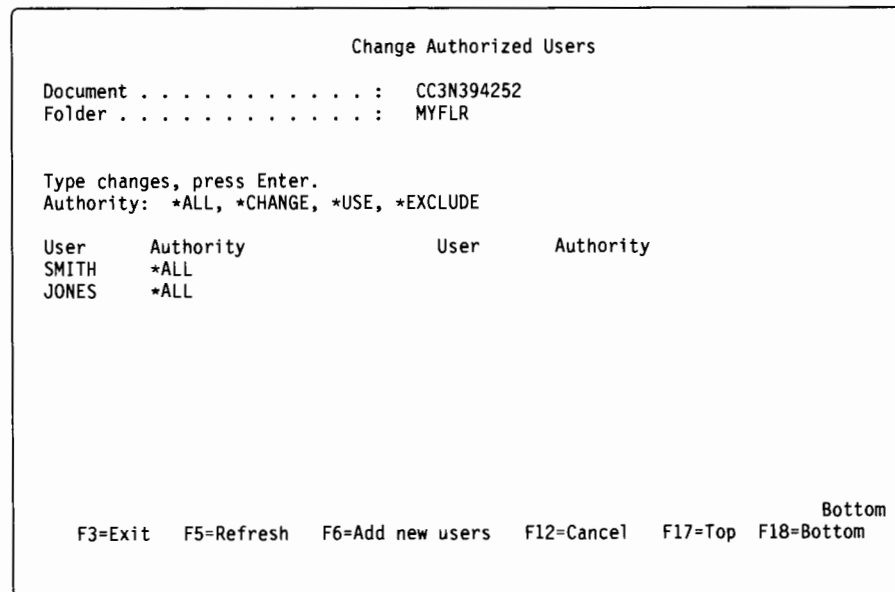 Change Authorized Users
Document . . . . . . . . . . . : CC3N394252
Folder . . . . . . . . . . . . : MYFLR
Type changes, press Enter.
Authority: *ALL, *CHANGE, *USE, *EXCLUDE
User Authority User Authority
SMITH *ALL
JONES *ALL
Bottom
F3=Exit F5=Refresh F6=Add new users F12=Cancel F17=Top F18=Bottom